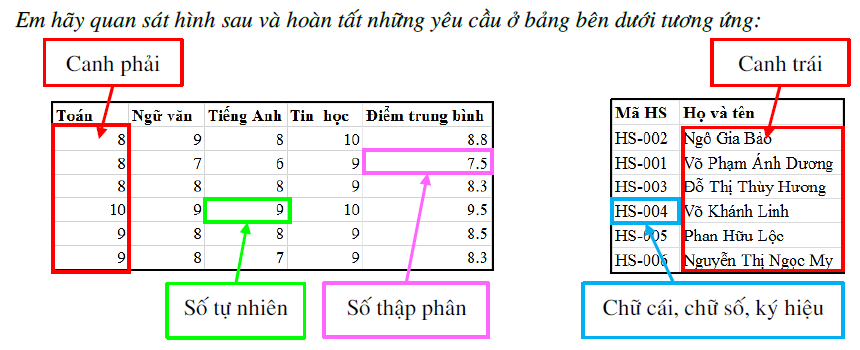 Em hãy quan sát hình sau và hoàn tất những yêu cầu ở bảng bên dưới tương ứng:
Canh phải Canh trái
Toán Ngữ văn Tiếng Anh Tin học Điểm trung bình
8 9 8 10 8.8
8 7 6 9 7.5
8 8 8 9 8.3
10 9 9 10 9.5
9 8 8 9 8.5
9 8 7 9 8.3
Mã HS Họ và tên
HS-002 Ngô Gia Bảo
HS-001 Võ Phạm Ánh Dương
HS-003 Đỗ Thị Thùy Hương
HS-004 Võ Khánh Linh
HS-005 Phan Hữu Lộc
HS-006 Nguyễn Thị Ngọc My
Số tự nhiên Số thập phân Chữ cái, chữ số, ký hiệu